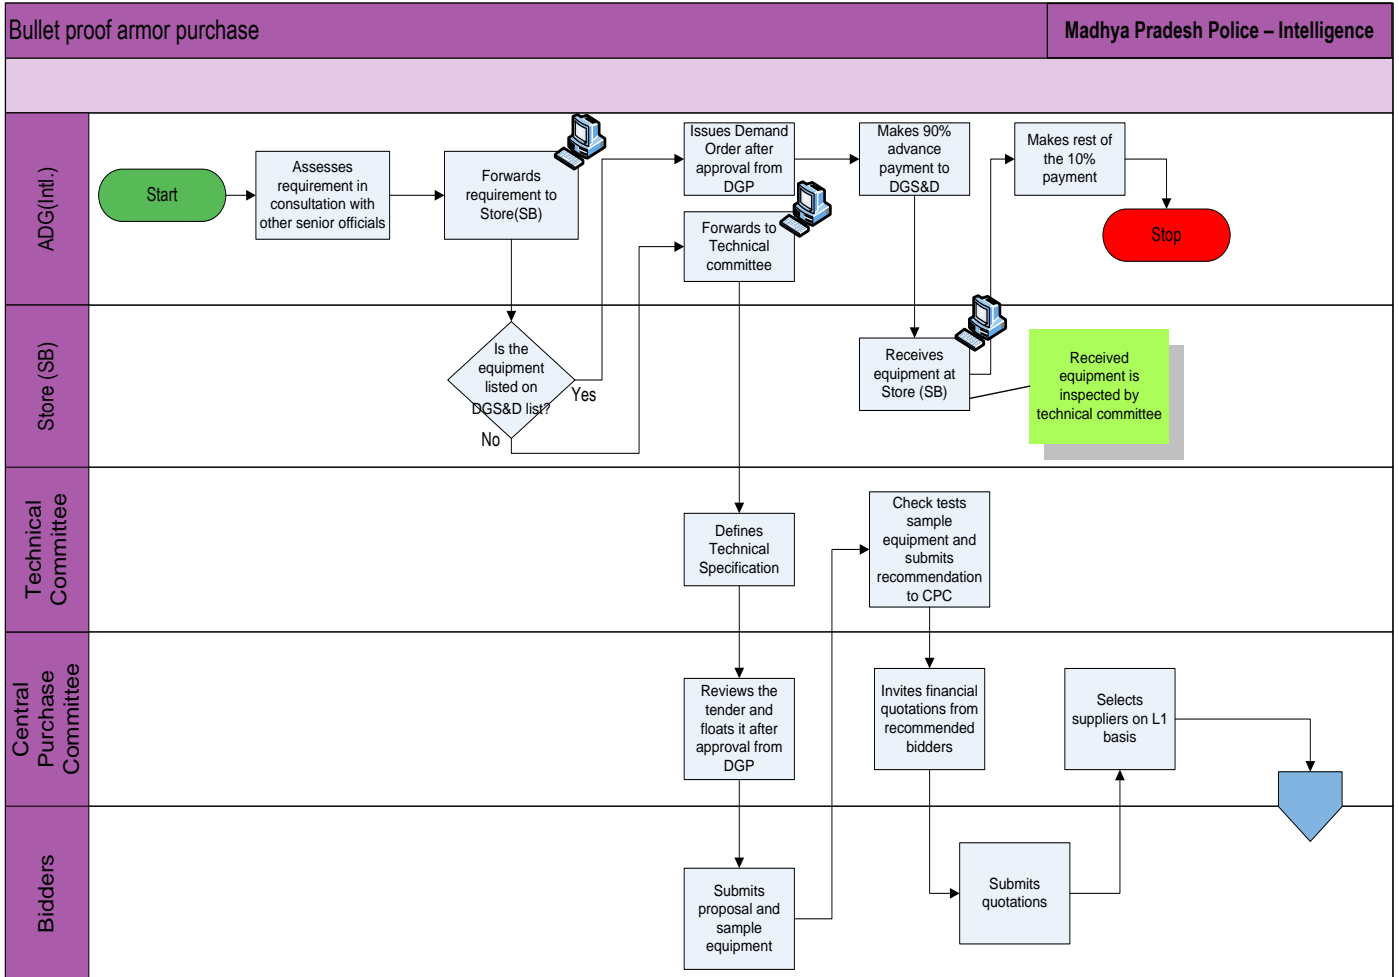 Bullet proof armor purchase
Madhya Pradesh Police – Intelligence
ADG(Intl.)
Start
Assesses
requirement in
consultation with
other senior officials
Forwards
requirement to
Store(SB)
Issues Demand
Order after
approval from
DGP
Makes 90%
advance
payment to
DGS&D
Makes rest of
the 10%
payment
Forwards to
Technical
committee
Stop
Store (SB)
Is the
equipment
listed on
DGS&D list?
Yes
No
Receives
equipment at
Store (SB)
Received
equipment is
inspected by
technical committee
Technical
Committee
Defines
Technical
Specification
Check tests
sample
equipment and
submits
recommendation
to CPC
Central
Purchase
Committee
Reviews the
tender and
floats it after
approval from
DGP
Invites financial
quotations from
recommended
bidders
Selects
suppliers on L1
basis
Bidders
Submits
proposal and
sample
equipment
Submits
quotations